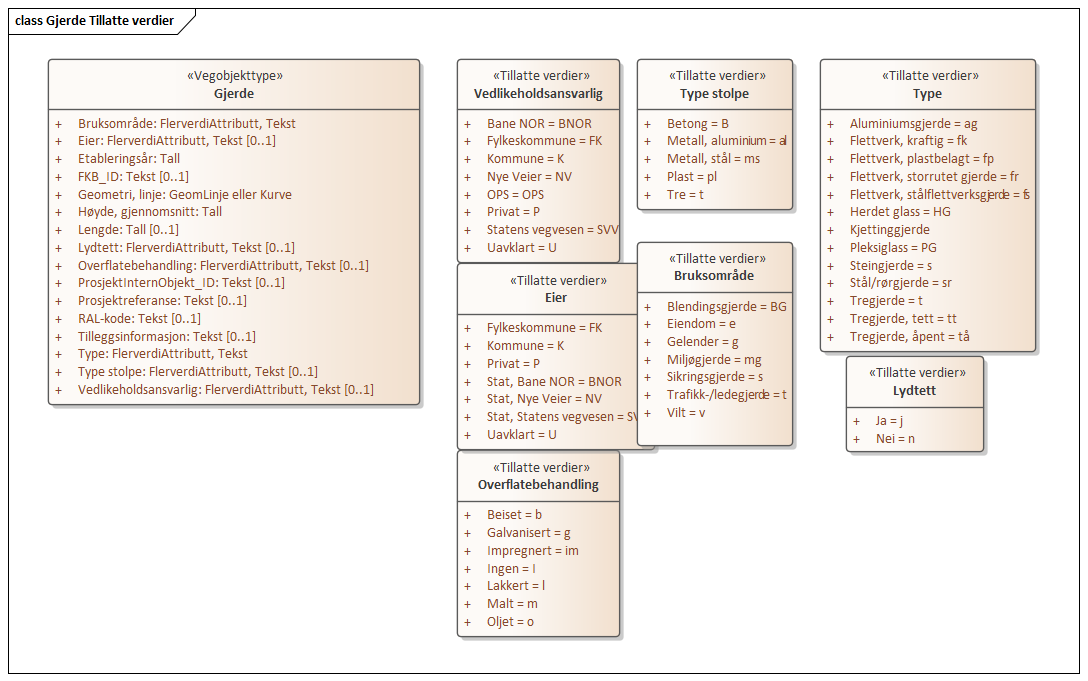 class Gjerde Tillatte verdier
«Vegobjekttype»
Gjerde
+ Bruksområde: FlerverdiAttributt, Tekst
+ Eier: FlerverdiAttributt, Tekst [0..1]
+ Etableringsår: Tall
+ FKB_ID: Tekst [0..1]
+ Geometri, linje: GeomLinje eller Kurve
+ Høyde, gjennomsnitt: Tall
+ Lengde: Tall [0..1]
+ Lydtett: FlerverdiAttributt, Tekst [0..1]
+ Overflatebehandling: FlerverdiAttributt, Tekst [0..1]
+ ProsjektInternObjekt_ID: Tekst [0..1]
+ Prosjektreferanse: Tekst [0..1]
+ RAL-kode: Tekst [0..1]
+ Tilleggsinformasjon: Tekst [0..1]
+ Type: FlerverdiAttributt, Tekst
+ Type stolpe: FlerverdiAttributt, Tekst [0..1]
+ Vedlikeholdsansvarlig: FlerverdiAttributt, Tekst [0..1]
«Tillatte verdier»
Vedlikeholdsansvarlig
+ Bane NOR = BNOR
+ Fylkeskommune = FK
+ Kommune = K
+ Nye Veier = NV
+ OPS = OPS
+ Privat = P
+ Statens vegvesen = SVV
+ Uavklart = U
«Tillatte verdier»
Eier
+ Fylkeskommune = FK
+ Kommune = K
+ Privat = P
+ Stat, Bane NOR = BNOR
+ Stat, Nye Veier = NV
+ Stat, Statens vegvesen =
+ Uavklart = U
«Tillatte verdier»
Overflatebehandling
+ Beiset = b
+ Galvanisert = g
+ Impregnert = im
+ Ingen = I
+ Lakkert = l
+ Malt = m
+ Oljet = o
«Tillatte verdier»
Type stolpe
+ Betong = B
+ Metall, aluminium = al
+ Metall, stål = ms
+ Plast = pl
+ Tre = t
«Tillatte verdier»
Bruksområde
+ Blendingsgjerde = BG
+ Eiendom = e
+ Gelender = g
+ Miljøgjerde = mg
+ Sikringsgjerde = s
+ Trafikk-/ledegjerde = t
+ Vilt = v
«Tillatte verdier»
Type
+ Aluminiumsgjerde = ag
+ Flettverk, kraftig = fk
+ Flettverk, plastbelagt = fp
+ Flettverk, storrutet gjerde = fr
+ Flettverk, stålflettverksgjerde = fs
+ Herdet glass = HG
+ Kjettinggjerde
+ Pleksiglass = PG
+ Steingjerde = s
+ Stål/rørgjerde = sr
+ Tregjerde = t
+ Tregjerde, tett = tt
+ Tregjerde, åpent = tå
«Tillatte verdier»
Lydtett
+ Ja = j
+ Nei = n